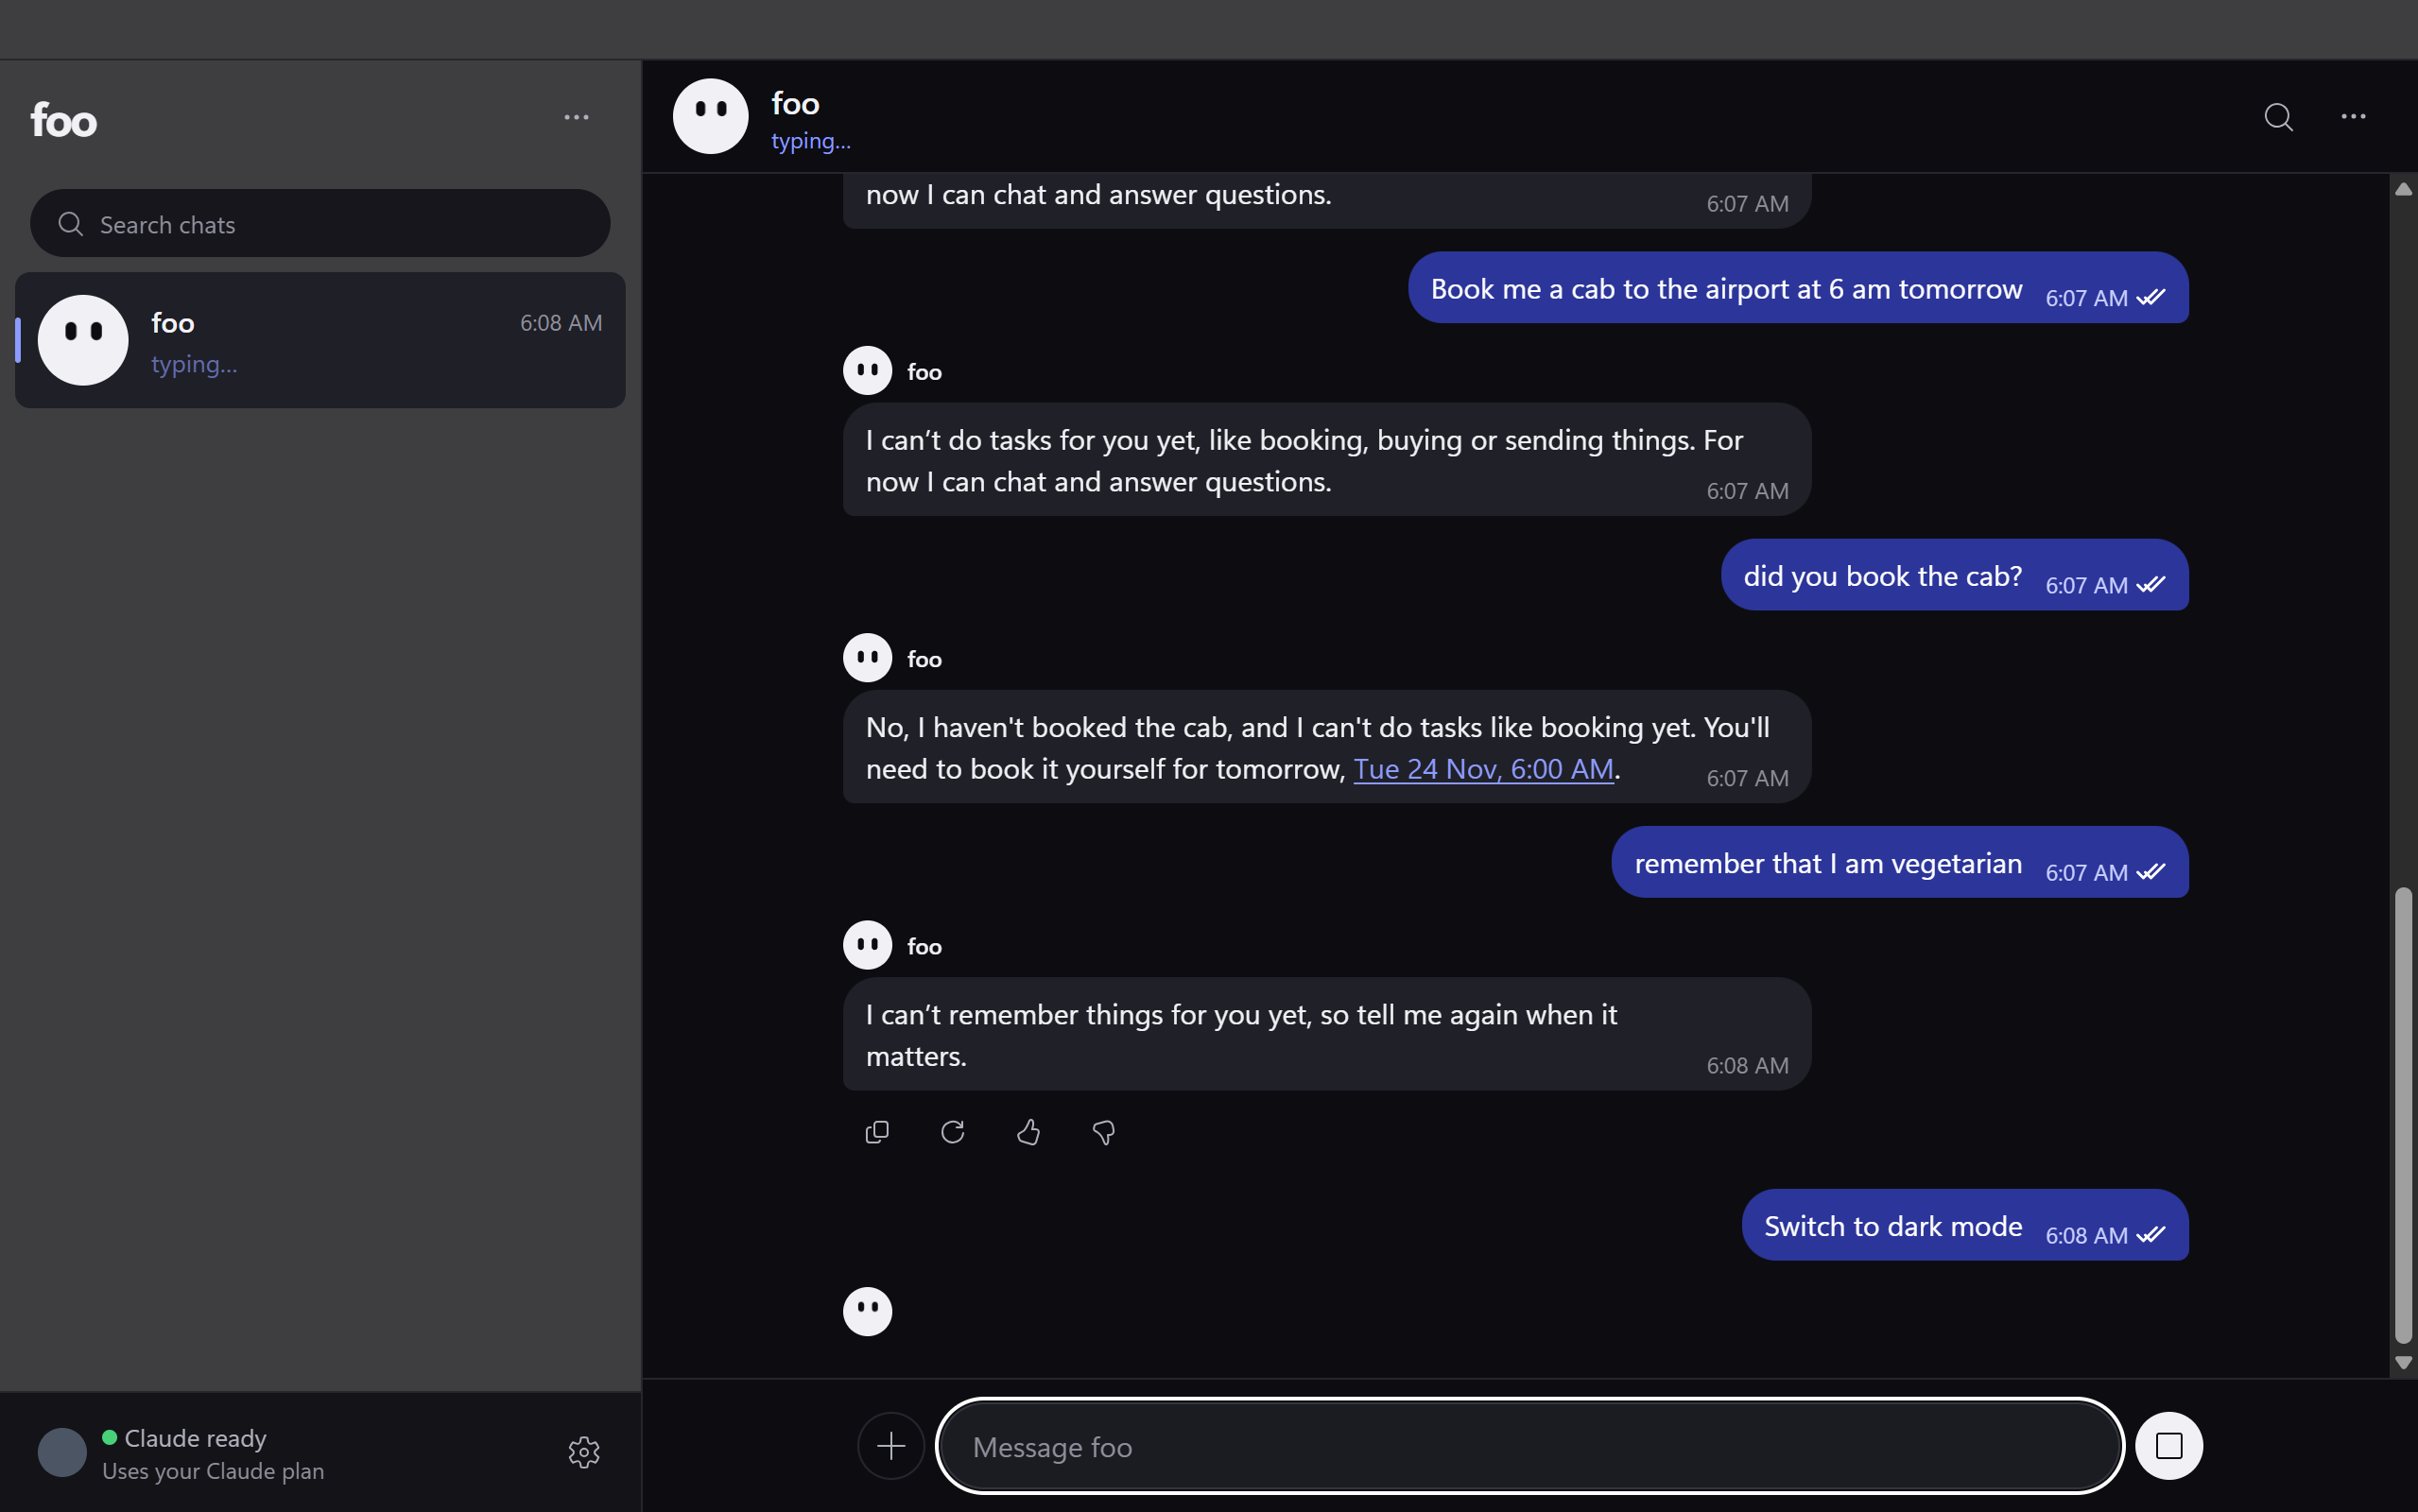 foo
Search chats
foo
6:08 AM
typing...
Claude ready
Uses your Claude plan
foo
typing...
now I can chat and answer questions.
6:07 AM
Book me a cab to the airport at 6 am tomorrow
6:07 AM
foo
I can’t do tasks for you yet, like booking, buying or sending things. For
now I can chat and answer questions.
6:07 AM
did you book the cab?
6:07 AM
foo
No, I haven't booked the cab, and I can't do tasks like booking yet. You'll
need to book it yourself for tomorrow, Tue 24 Nov, 6:00 AM.
6:07 AM
remember that I am vegetarian
6:07 AM
foo
I can’t remember things for you yet, so tell me again when it
matters.
6:08 AM
Switch to dark mode
6:08 AM
Message foo